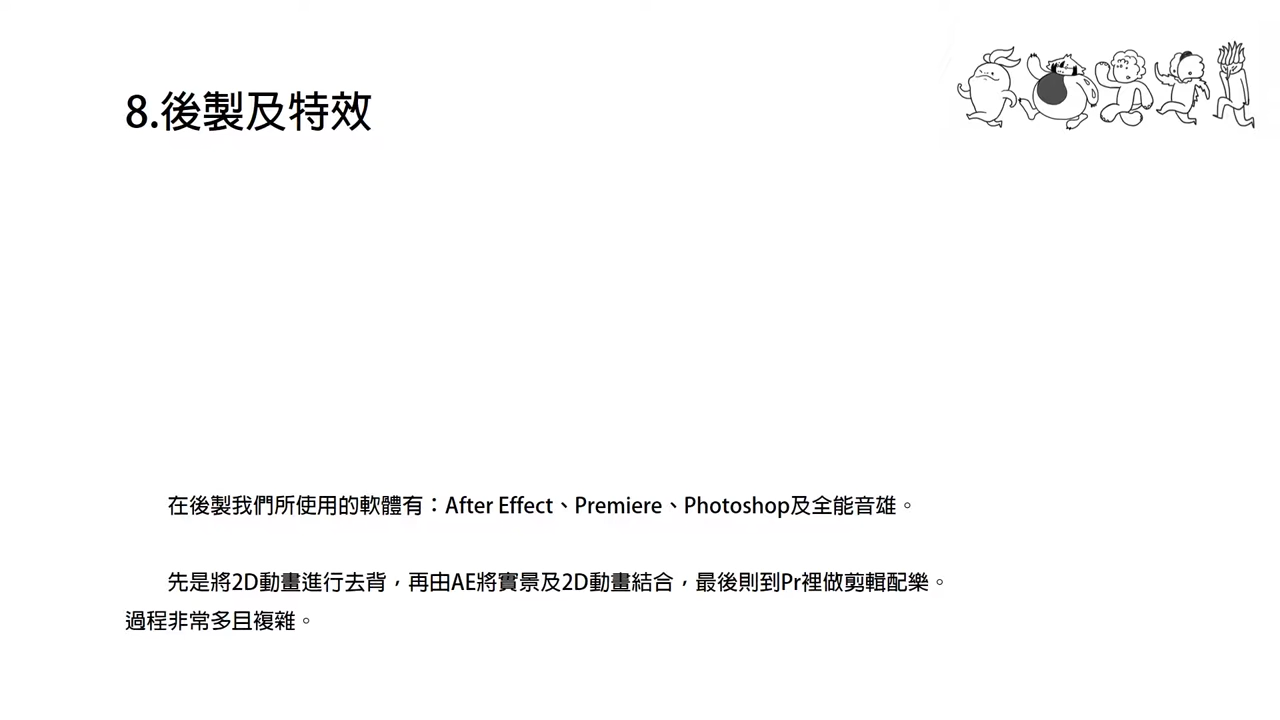 8.後製及特效
在後製我們所使用的軟體有：After Effect、Premiere、Photoshop及全能音雄。
先是將2D動畫進行去背，再由AE將實景及2D動畫結合，最後則到Pr裡做剪輯配樂。
過程非常多且複雜。